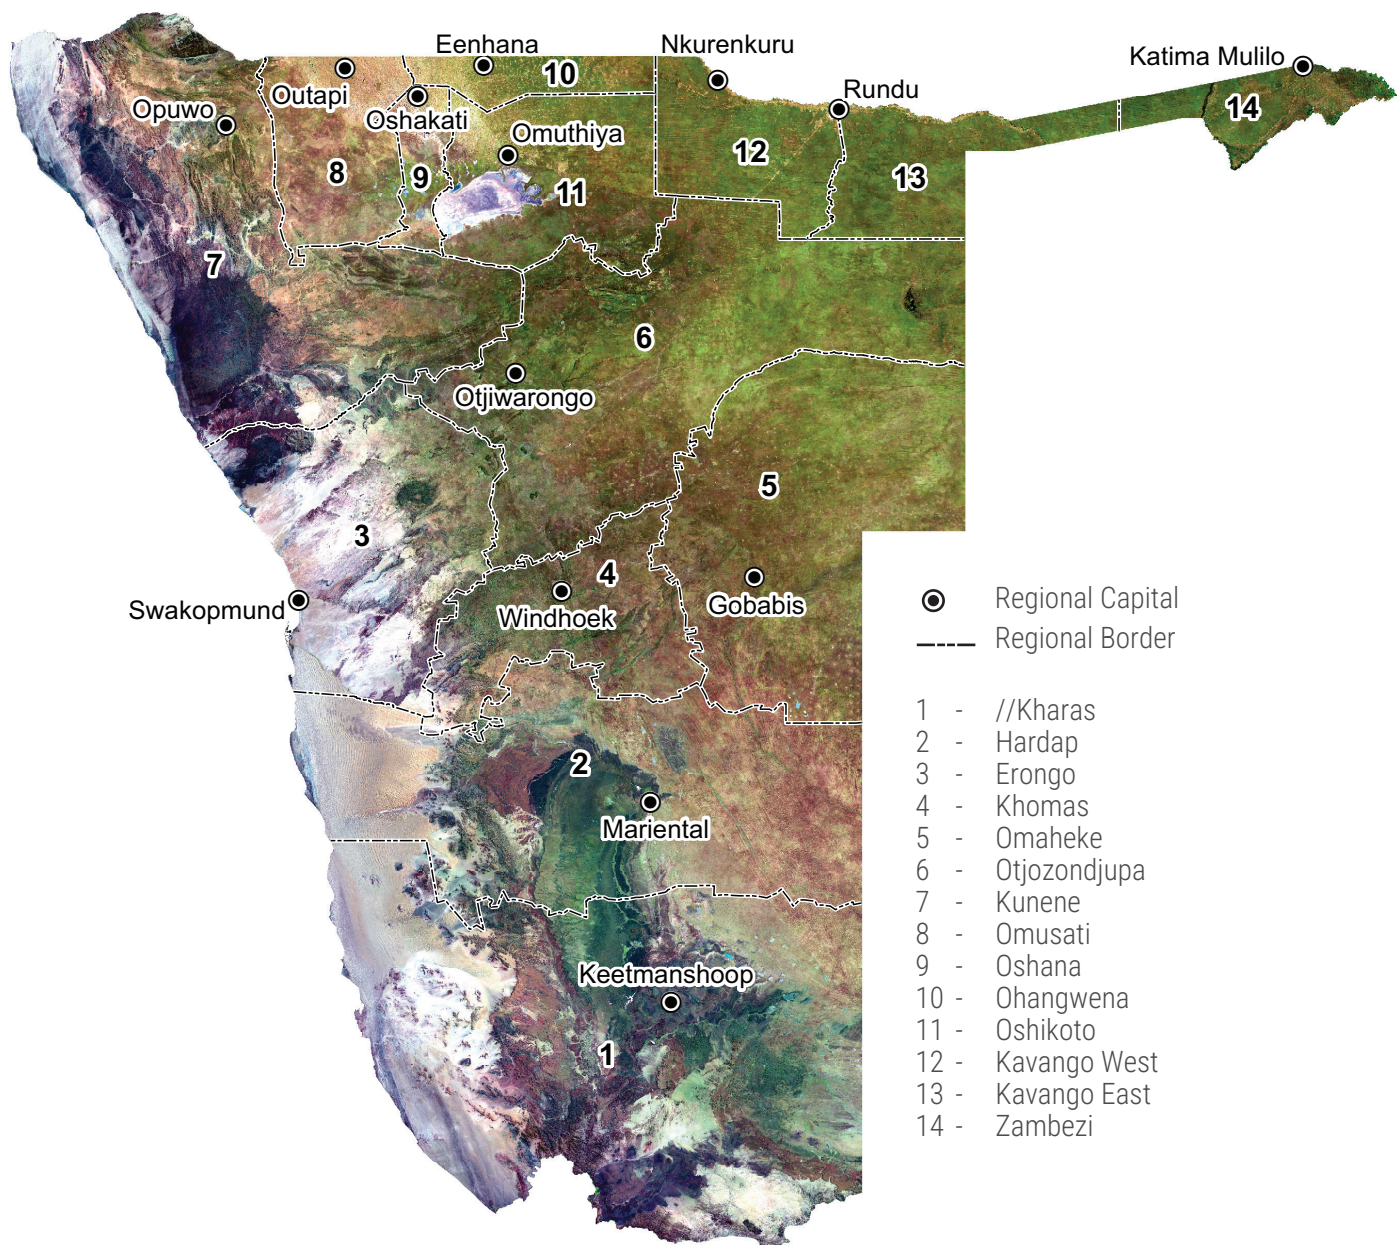 Eenhana
Nkurenkuru
Katima Mulilo
10
Outapi
Opuwo
Oshakati
Rundu
14
Omuthiya
12
8
9
11
13
7
6
Otjiwarongo
5
3
4
Swakopmund
Windhoek
Gobabis
2
Mariental
Keetmanshoop
1
Regional Capital
Regional Border
1 - //Kharas
2 - Hardap
3 - Erongo
4 - Khomas
5 - Omaheke
6 - Otjozondjupa
7 - Kunene
8 - Omusati
9 - Oshana
10 - Ohangwena
11 - Oshikoto
12 - Kavango West
13 - Kavango East
14 - Zambezi